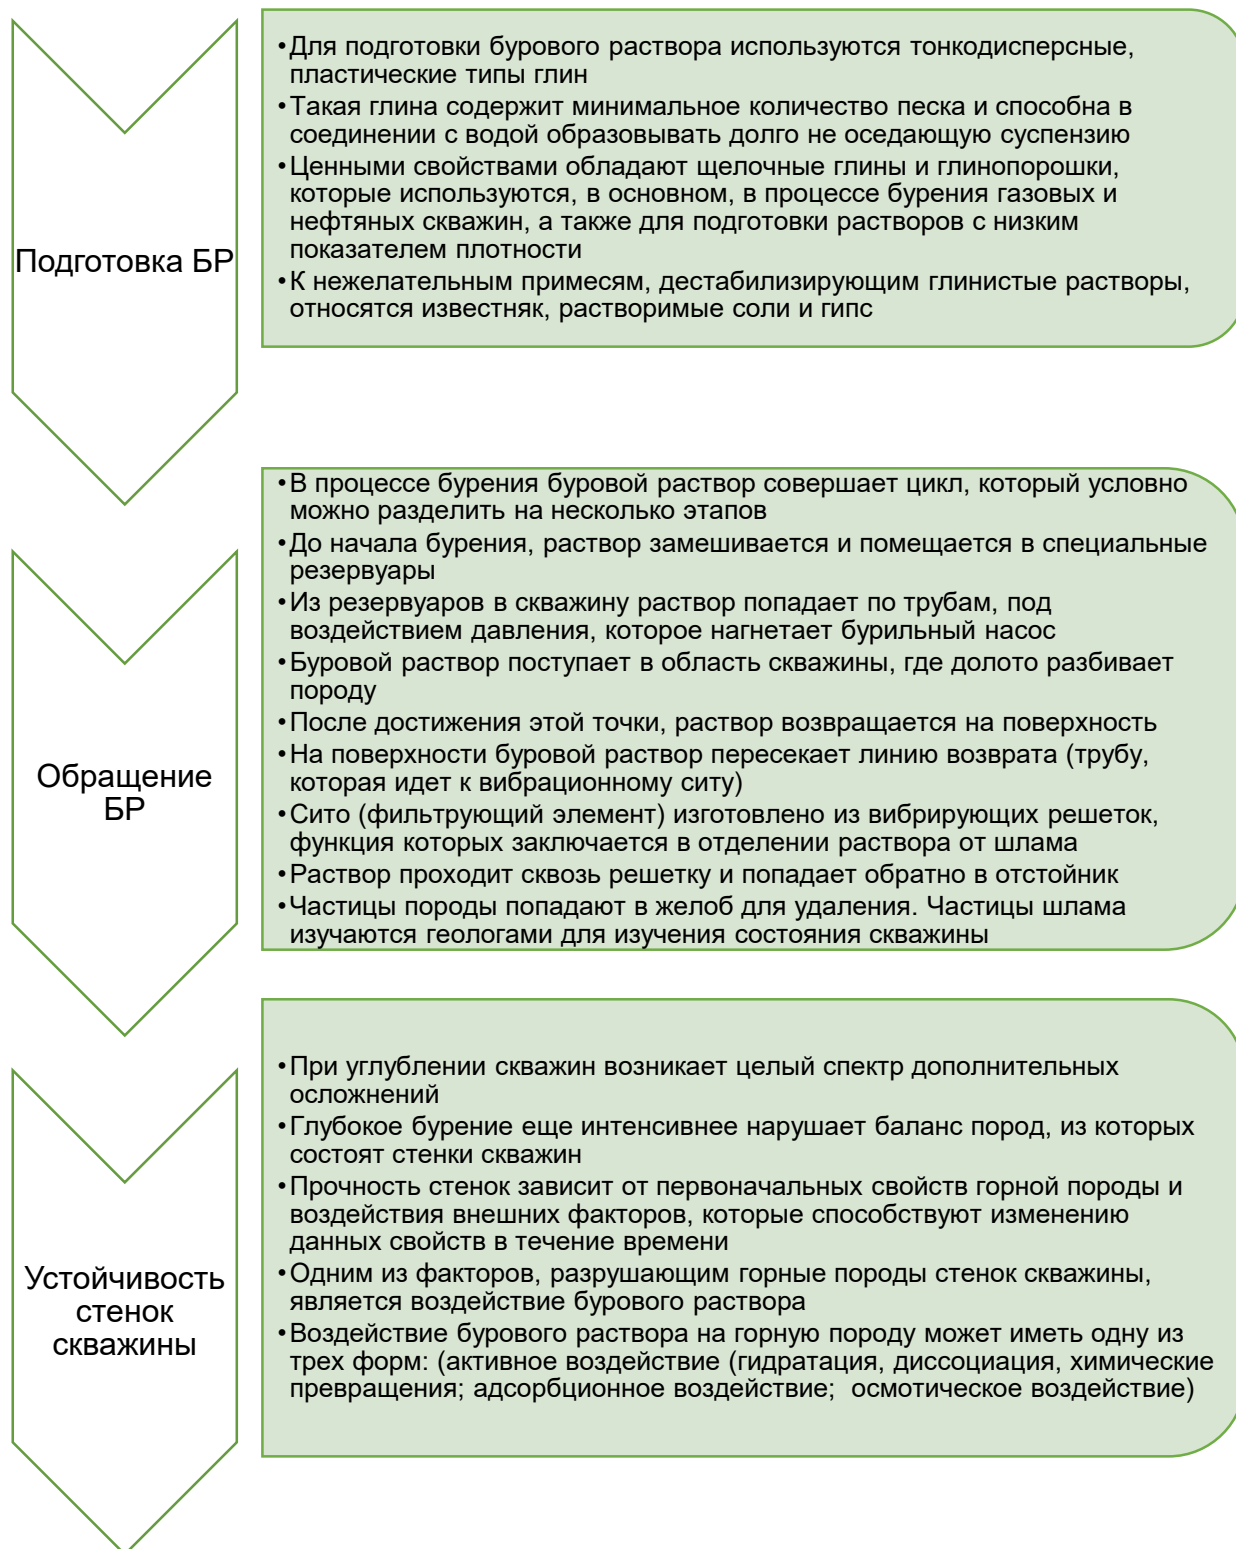 Подготовка БР
•Для подготовки бурового раствора используются тонкодисперсные,
пластические типы глин
•Такая глина содержит минимальное количество песка и способна в
соединении с водой образовывать долго не оседающую суспензию
•Ценными свойствами обладают щелочные глины и глинопорошки,
которые используются, в основном, в процессе бурения газовых и
нефтяных скважин, а также для подготовки растворов с низким
показателем плотности
•К нежелательным примесям, дестабилизирующим глинистые растворы,
относятся известняк, растворимые соли и гипс
Обращение
БР
•В процессе бурения буровой раствор совершает цикл, который условно
можно разделить на несколько этапов
•До начала бурения, раствор замешивается и помещается в специальные
резервуары
•Из резервуаров в скважину раствор попадает по трубам, под
воздействием давления, которое нагнетает бурильный насос
•Буровой раствор поступает в область скважины, где долото разбивает
породу
•После достижения этой точки, раствор возвращается на поверхность
•На поверхности буровой раствор пересекает линию возврата (трубу,
которая идет к вибрационному ситу)
•Сито (фильтрующий элемент) изготовлено из вибрирующих решеток,
функция которых заключается в отделении раствора от шлама
•Раствор проходит сквозь решетку и попадает обратно в отстойник
•Частицы породы попадают в желоб для удаления. Частицы шлама
изучаются геологами для изучения состояния скважины
Устойчивость
стенок
скважины
•При углублении скважин возникает целый спектр дополнительных
осложнений
•Глубокое бурение еще интенсивнее нарушает баланс пород, из которых
состоят стенки скважин
•Прочность стенок зависит от первоначальных свойств горной породы и
воздействия внешних факторов, которые способствуют изменению
данных свойств в течение времени
•Одним из факторов, разрушающим горные породы стенок скважины,
является воздействие бурового раствора
•Воздействие бурового раствора на горную породу может иметь одну из
трех форм: (активное воздействие (гидратация, диссоциация, химические
превращения; адсорбционное воздействие;  осмотическое воздействие)